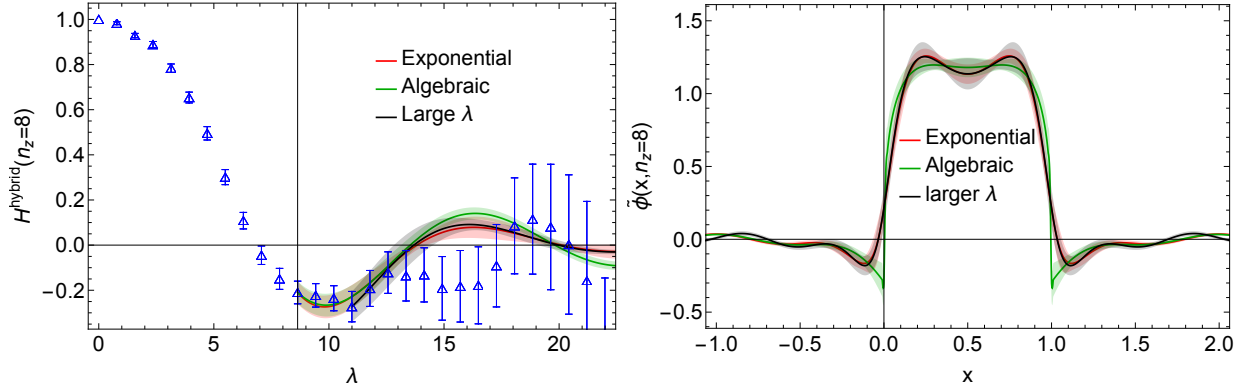 H^hybrid(n_z=8)
1.0
0.8
0.6
0.4
0.2
0.0
−0.2
0 5 10 15 20
λ
Exponential
Algebraic
Large λ
ϕ̃(x,n_z=8)
1.5
1.0
0.5
0.0
−0.5
-1.0 -0.5 0.0 0.5 1.0 1.5 2.0
x
Exponential
Algebraic
larger λ